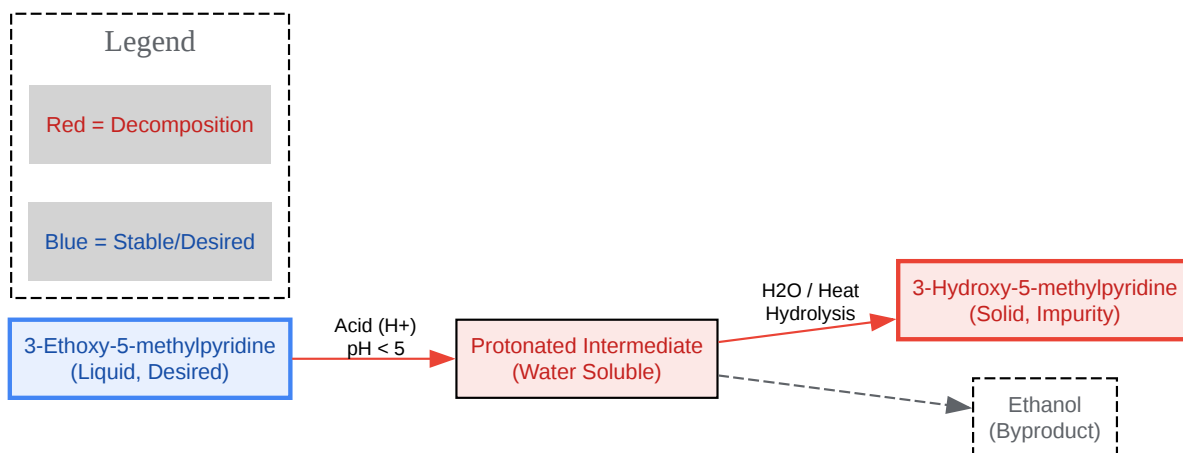 Legend
Red = Decomposition
Blue = Stable/Desired
3-Ethoxy-5-methylpyridine
(Liquid, Desired)
Acid (H+)
pH < 5
Protonated Intermediate
(Water Soluble)
H2O / Heat
Hydrolysis
3-Hydroxy-5-methylpyridine
(Solid, Impurity)
Ethanol
(Byproduct)